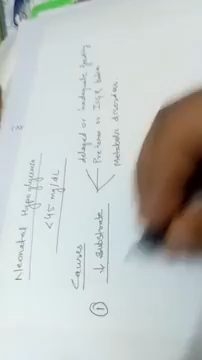 Neonatal Hypoglycemia
<45 mg/dL
Causes
① ↓ substrate
delayed or inadequate feeding
Preterm or IUGR babies
Metabolic disorders